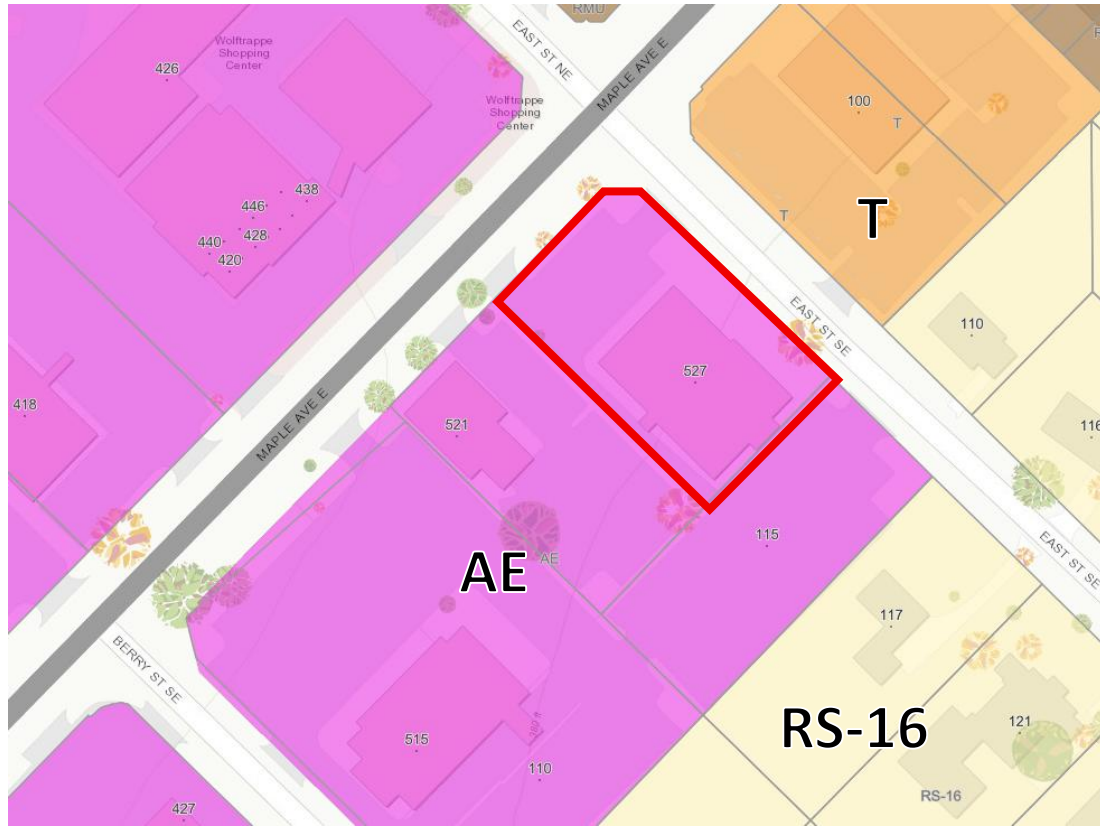 RMU
EAST ST NE
MAPLE AVE E
Wolftrappe
Shopping
Center
426
Wolftrappe
Shopping
Center
100
T
T
T
438
446
440
428
420
EAST ST SE
110
527
418
521
MAPLE AVE E
116
115
EAST ST SE
AE
AE
117
BERRY ST SE
RS-16
121
515
380 ft
110
RS-16
427